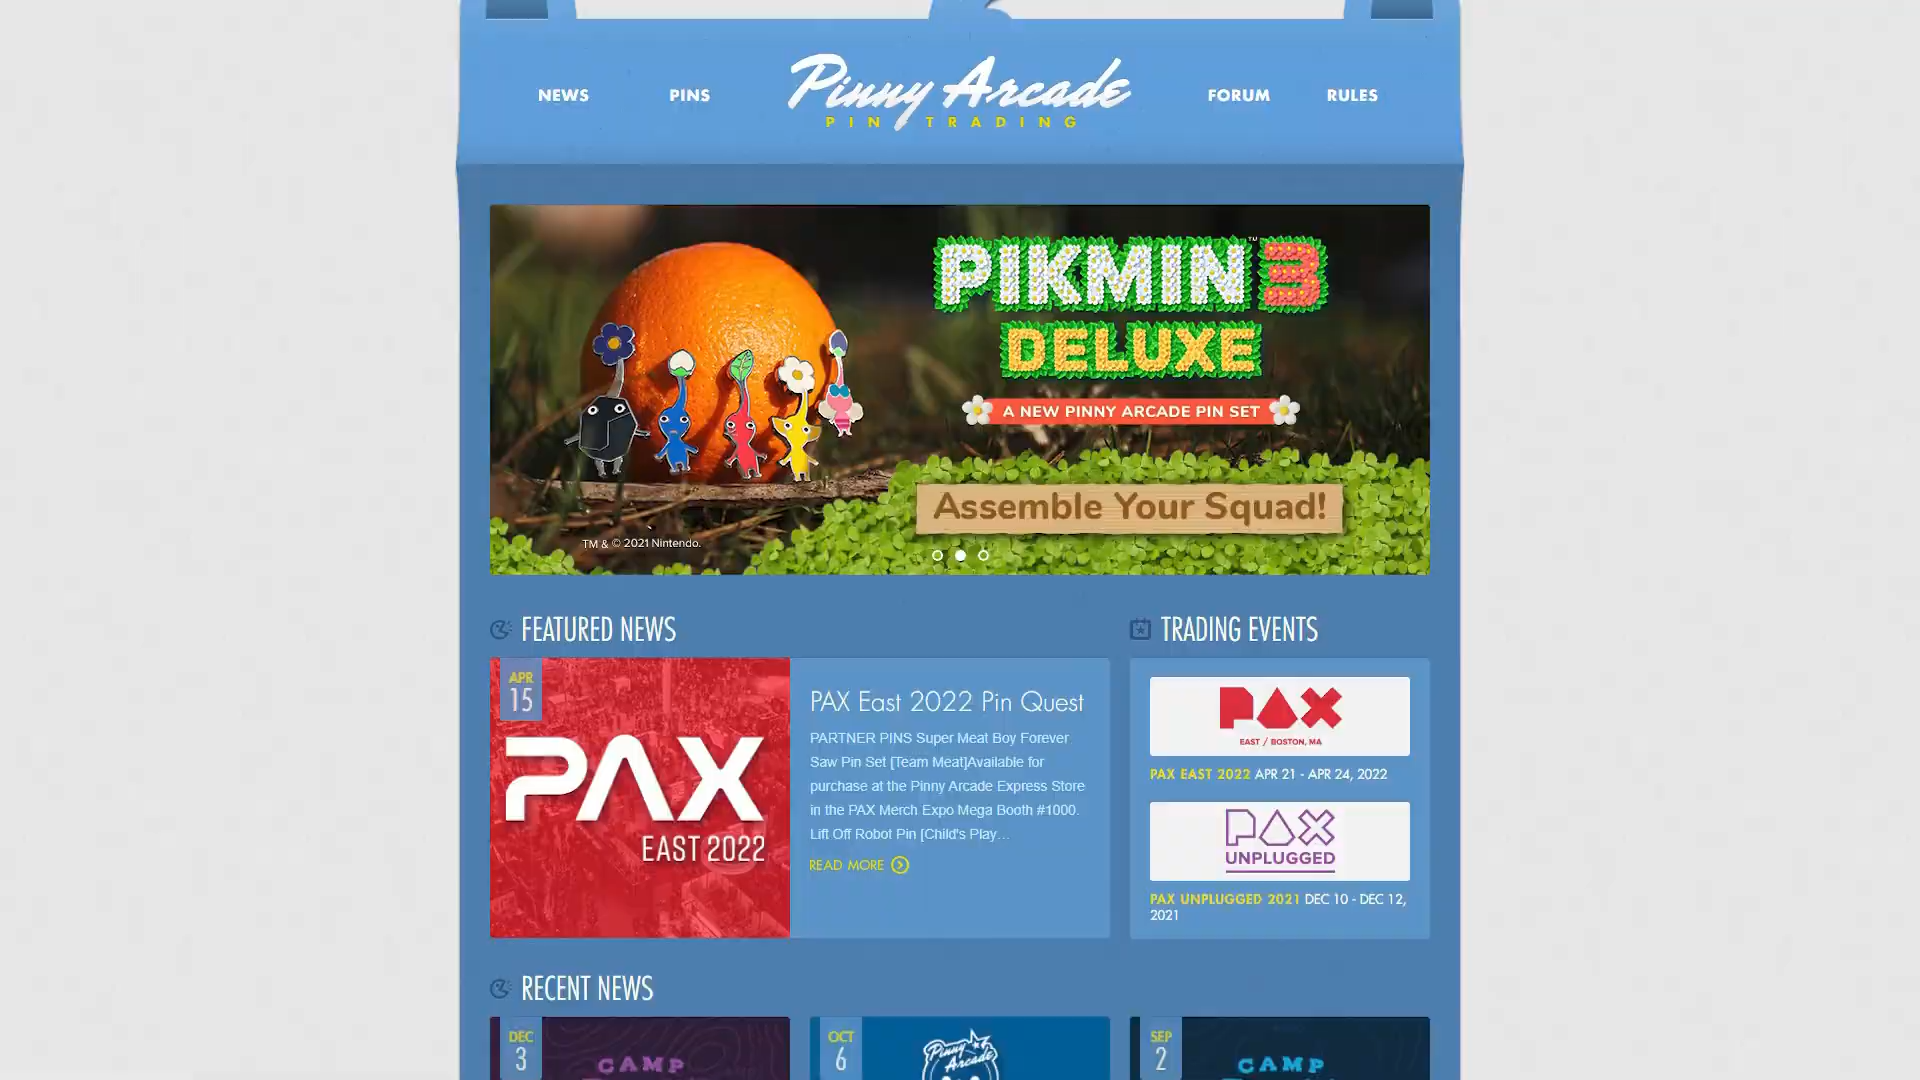 NEWS
PINS
Pinny Arcade
PIN TRADING
FORUM
RULES
PIKMIN™ 3
DELUXE
A NEW PINNY ARCADE PIN SET
Assemble Your Squad!
TM & © 2021 Nintendo.
FEATURED NEWS
APR
15
PAX
EAST 2022
PAX East 2022 Pin Quest
PARTNER PINS Super Meat Boy Forever
Saw Pin Set [Team Meat]Available for
purchase at the Pinny Arcade Express Store
in the PAX Merch Expo Mega Booth #1000.
Lift Off Robot Pin [Child's Play…
READ MORE
TRADING EVENTS
PAX
EAST / BOSTON, MA
PAX EAST 2022 APR 21 - APR 24, 2022
PAX
UNPLUGGED
PAX UNPLUGGED 2021 DEC 10 - DEC 12,
2021
RECENT NEWS
DEC
3
CAMP
OCT
6
Pinny
Arcade
SEP
2
CAMP